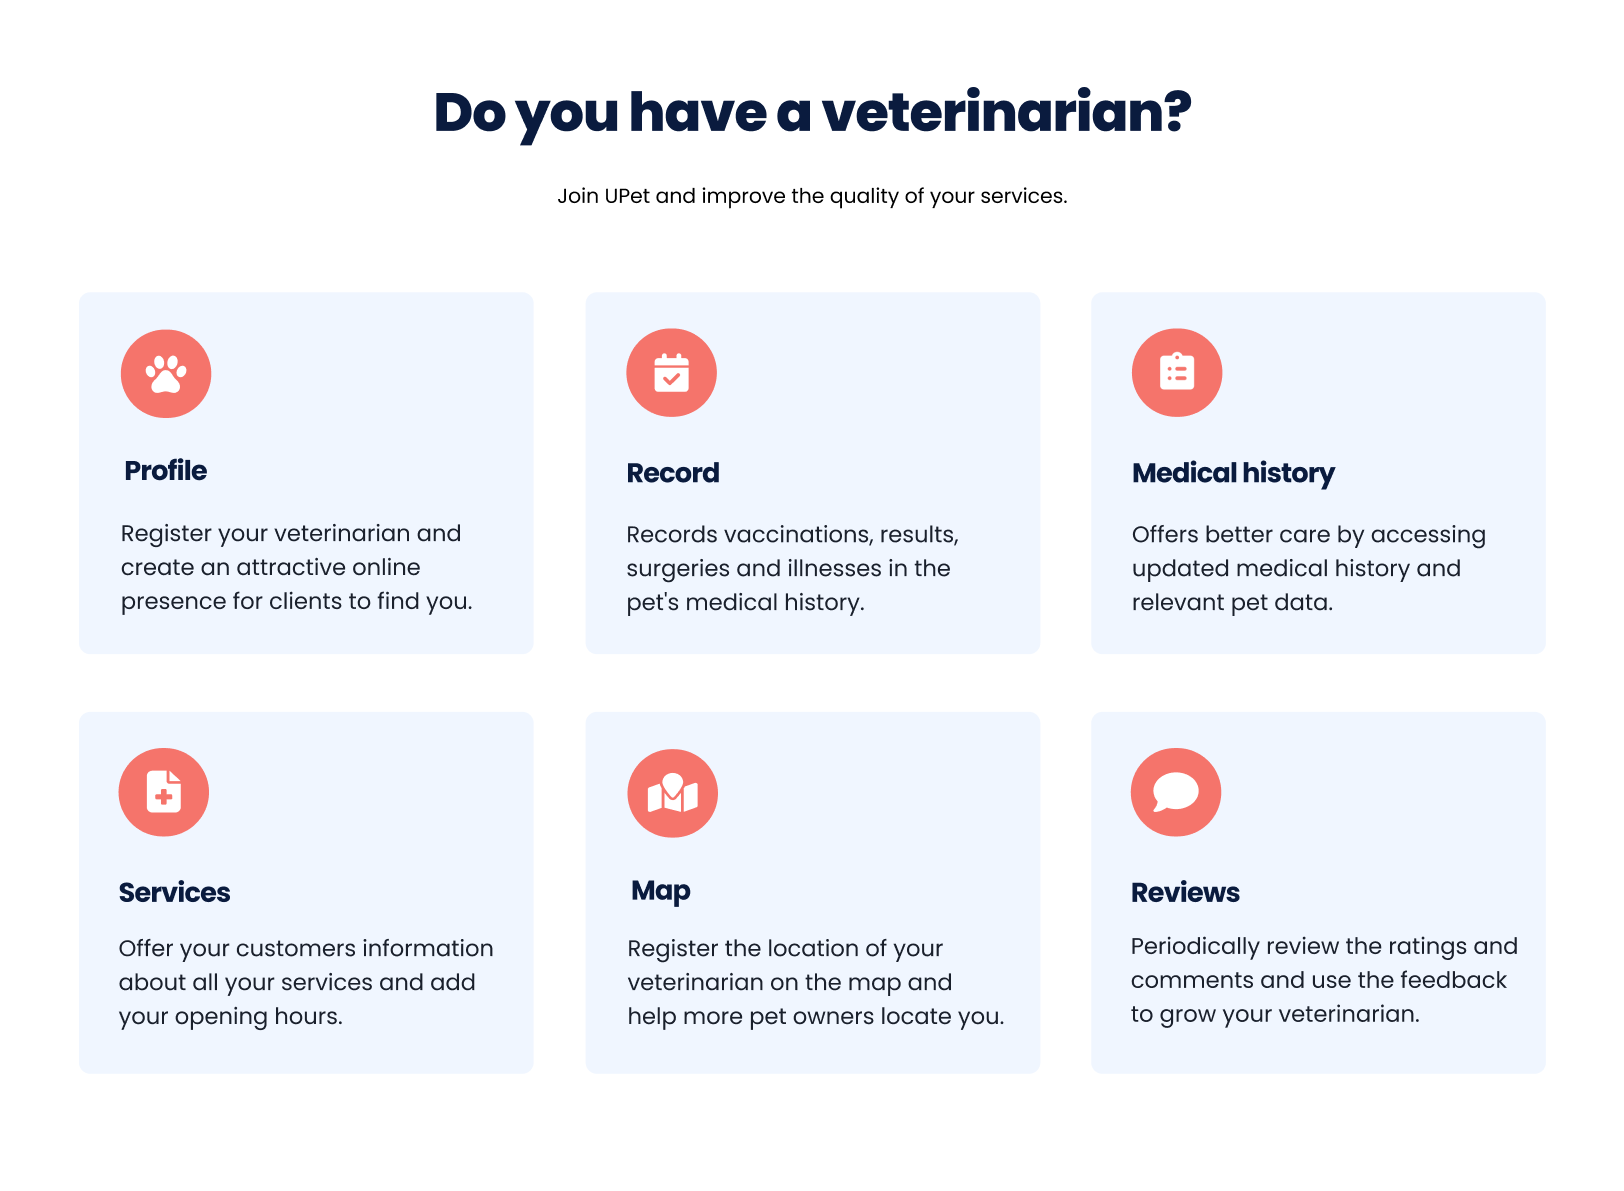 Do you have a veterinarian?
Join UPet and improve the quality of your services.
Profile
Register your veterinarian and
create an attractive online
presence for clients to find you.
Record
Records vaccinations, results,
surgeries and illnesses in the
pet's medical history.
Medical history
Offers better care by accessing
updated medical history and
relevant pet data.
Services
Offer your customers information
about all your services and add
your opening hours.
Map
Register the location of your
veterinarian on the map and
help more pet owners locate you.
Reviews
Periodically review the ratings and
comments and use the feedback
to grow your veterinarian.